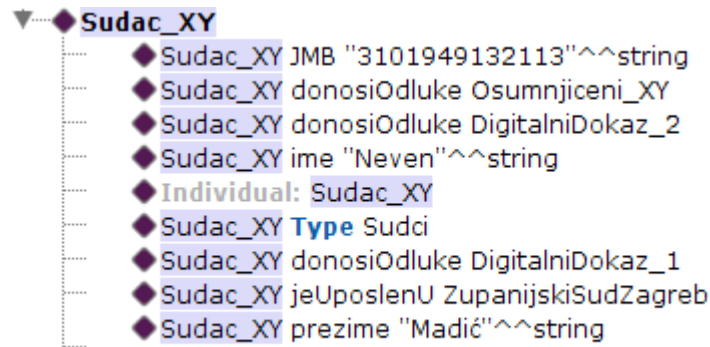 Sudac_XY
Sudac_XY JMB "3101949132113"^^string
Sudac_XY donosiOdluke Osumnjiceni_XY
Sudac_XY donosiOdluke DigitalniDokaz_2
Sudac_XY ime "Neven"^^string
Individual: Sudac_XY
Sudac_XY Type Sudci
Sudac_XY donosiOdluke DigitalniDokaz_1
Sudac_XY jeUposlenU ZupanijskiSudZagreb
Sudac_XY prezime "Madić"^^string